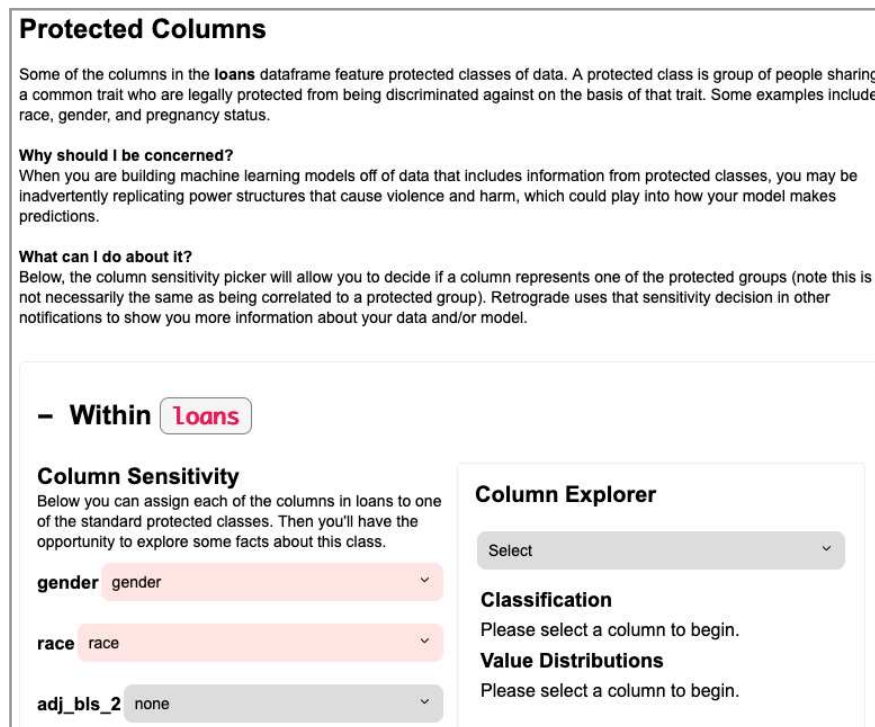 Protected Columns
Some of the columns in the loans dataframe feature protected classes of data. A protected class is group of people sharing
a common trait who are legally protected from being discriminated against on the basis of that trait. Some examples include
race, gender, and pregnancy status.
Why should I be concerned?
When you are building machine learning models off of data that includes information from protected classes, you may be
inadvertently replicating power structures that cause violence and harm, which could play into how your model makes
predictions.
What can I do about it?
Below, the column sensitivity picker will allow you to decide if a column represents one of the protected groups (note this is
not necessarily the same as being correlated to a protected group). Retrograde uses that sensitivity decision in other
notifications to show you more information about your data and/or model.
– Within loans
Column Sensitivity
Below you can assign each of the columns in loans to one
of the standard protected classes. Then you'll have the
opportunity to explore some facts about this class.
gender gender
race race
adj_bls_2 none
Column Explorer
Select
Classification
Please select a column to begin.
Value Distributions
Please select a column to begin.